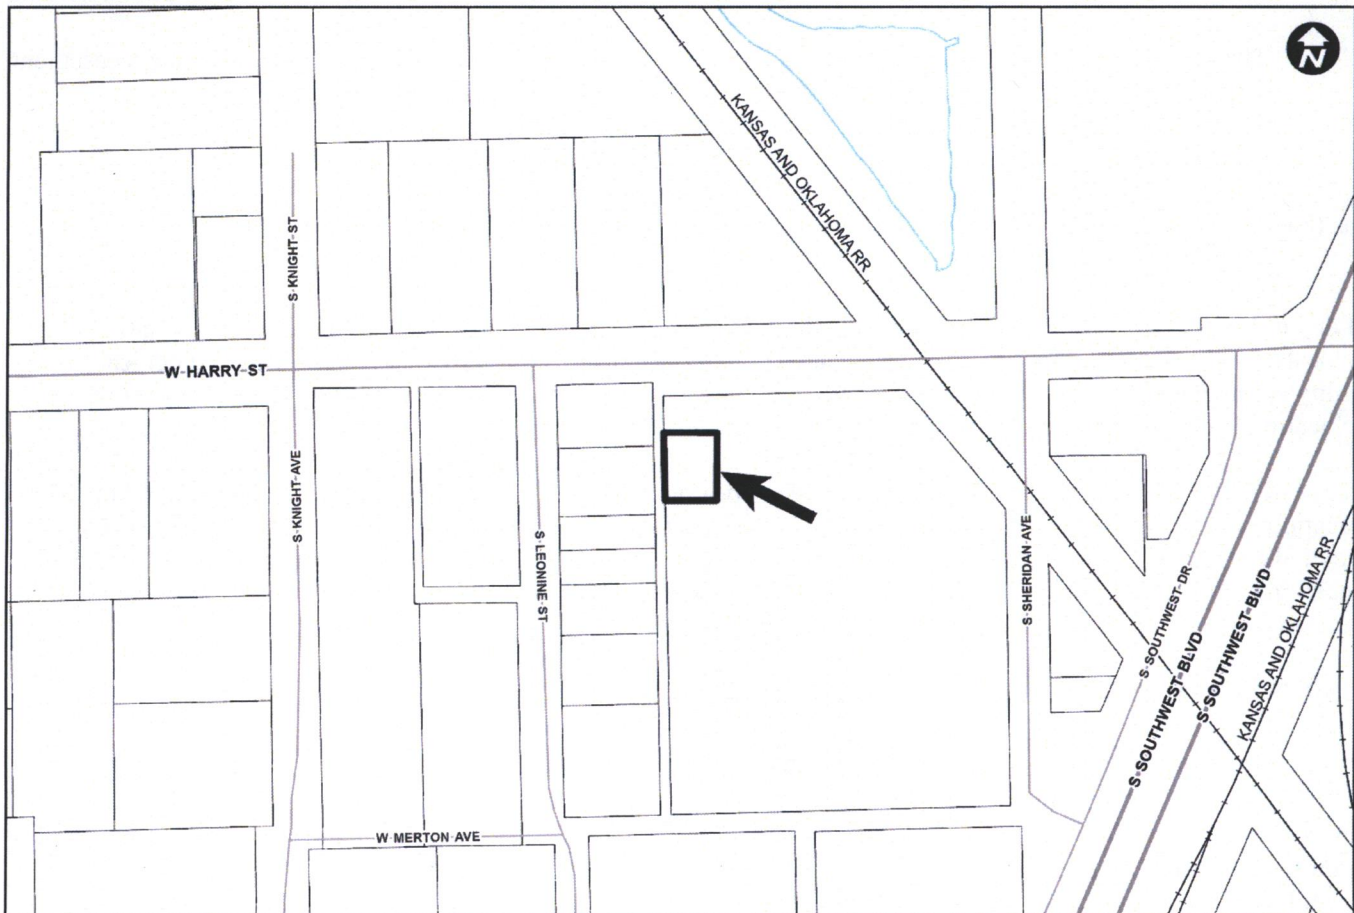 N
KANSAS AND OKLAHOMA RR
S KNIGHT ST
W HARRY ST
S KNIGHT AVE
S LEONINE ST
S SHERIDAN AVE
S SOUTHWEST DR
S SOUTHWEST BLVD
S SOUTHWEST BLVD
KANSAS AND OKLAHOMA RR
W MERTON AVE